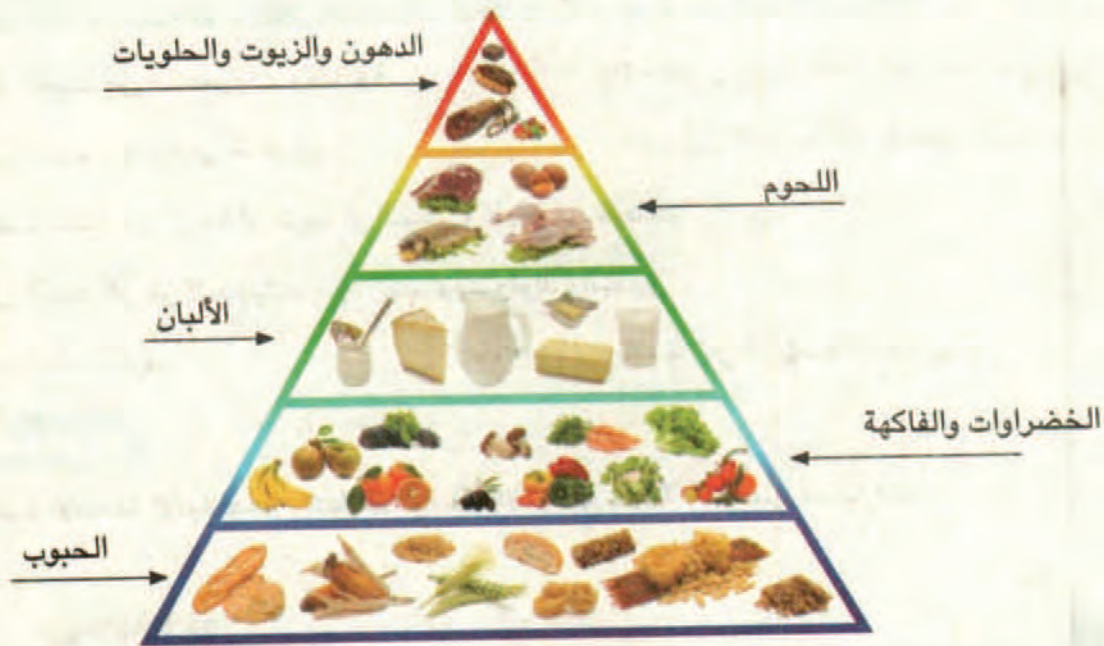 الدهون والزيوت والحلويات
اللحوم
الألبان
الخضراوات والفاكهة
الحبوب